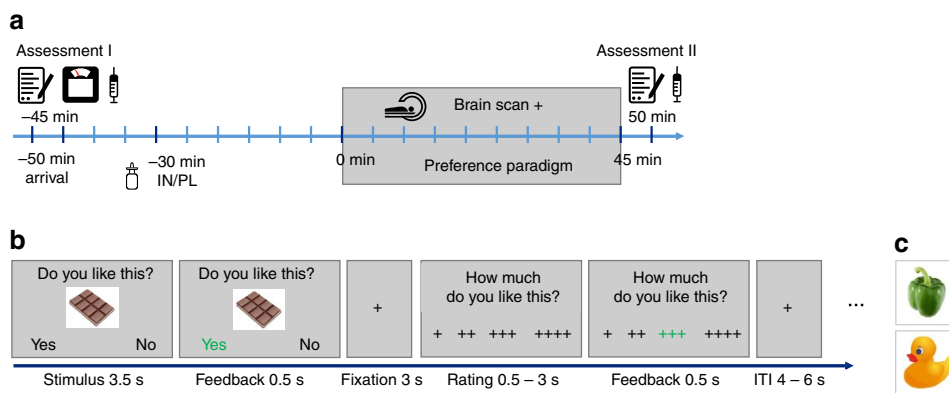 a
Assessment I
Assessment II
–45 min
Brain scan +
50 min
–50 min
arrival
–30 min
IN/PL
0 min
Preference paradigm
45 min
b
c
Do you like this?
Yes No
Do you like this?
Yes No
+
How much
do you like this?
+ ++ +++ ++++
How much
do you like this?
+ ++ +++ ++++
+
...
Stimulus 3.5 s
Feedback 0.5 s
Fixation 3 s
Rating 0.5 – 3 s
Feedback 0.5 s
ITI 4 – 6 s